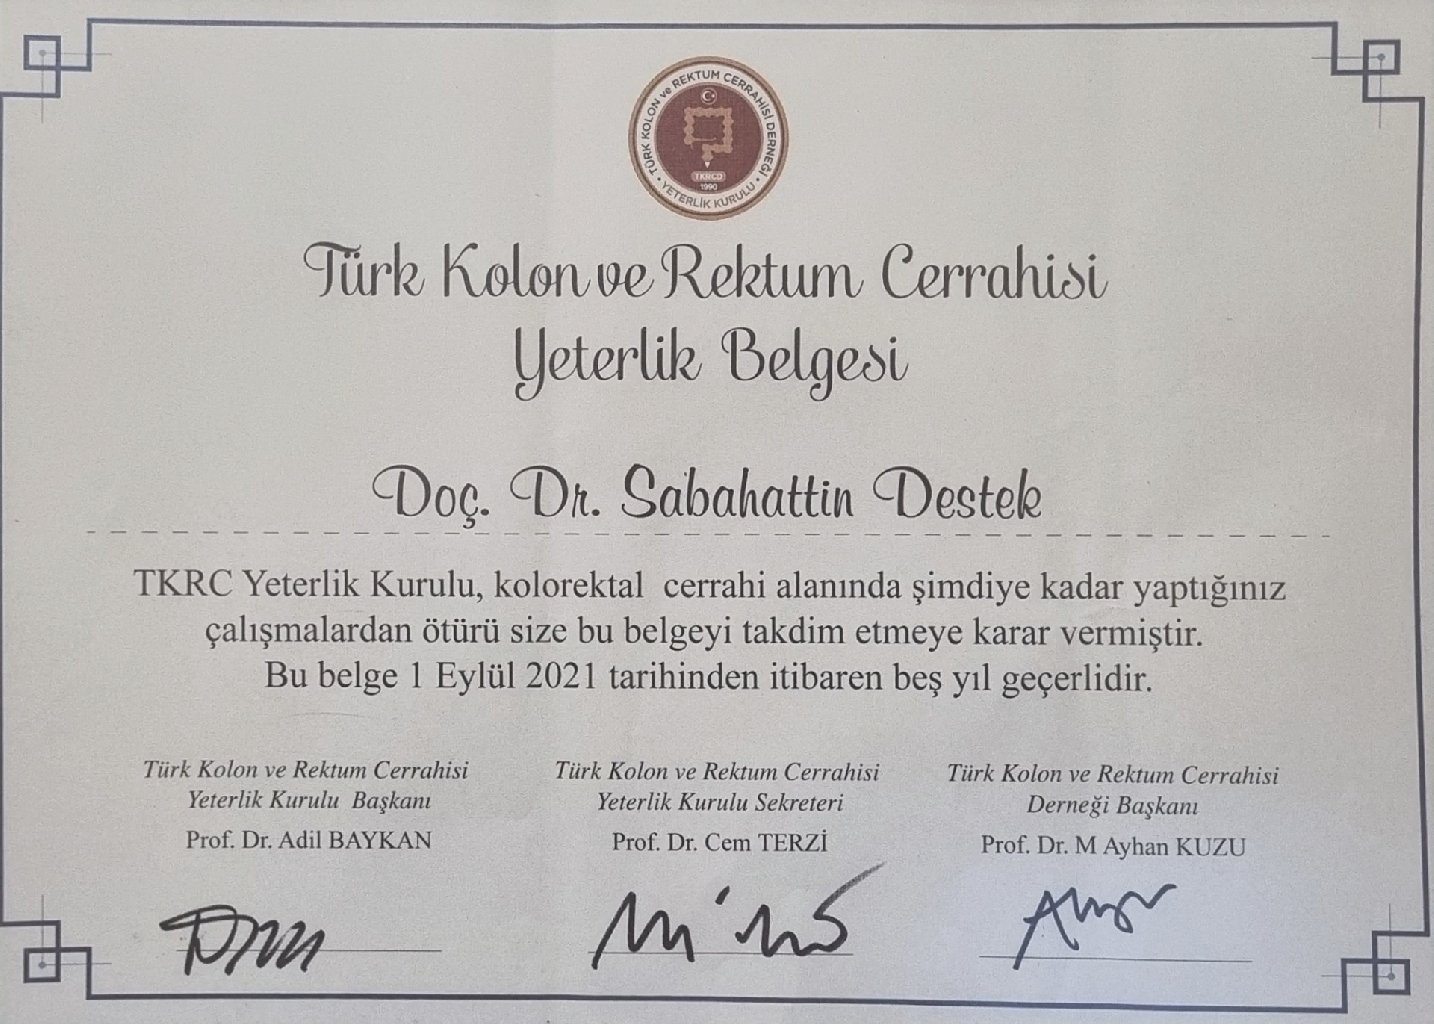 TÜRK KOLON ve REKTUM CERRAHİSİ DERNEĞİ
TKRCD
1990
• YETERLİK KURULU •
Türk Kolon ve Rektum Cerrahisi
Yeterlik Belgesi
Doç. Dr. Sabahattin Destek
TKRC Yeterlik Kurulu, kolorektal cerrahi alanında şimdiye kadar yaptığınız
çalışmalardan ötürü size bu belgeyi takdim etmeye karar vermiştir.
Bu belge 1 Eylül 2021 tarihinden itibaren beş yıl geçerlidir.
Türk Kolon ve Rektum Cerrahisi
Yeterlik Kurulu Başkanı
Prof. Dr. Adil BAYKAN
Türk Kolon ve Rektum Cerrahisi
Yeterlik Kurulu Sekreteri
Prof. Dr. Cem TERZİ
Türk Kolon ve Rektum Cerrahisi
Derneği Başkanı
Prof. Dr. M Ayhan KUZU